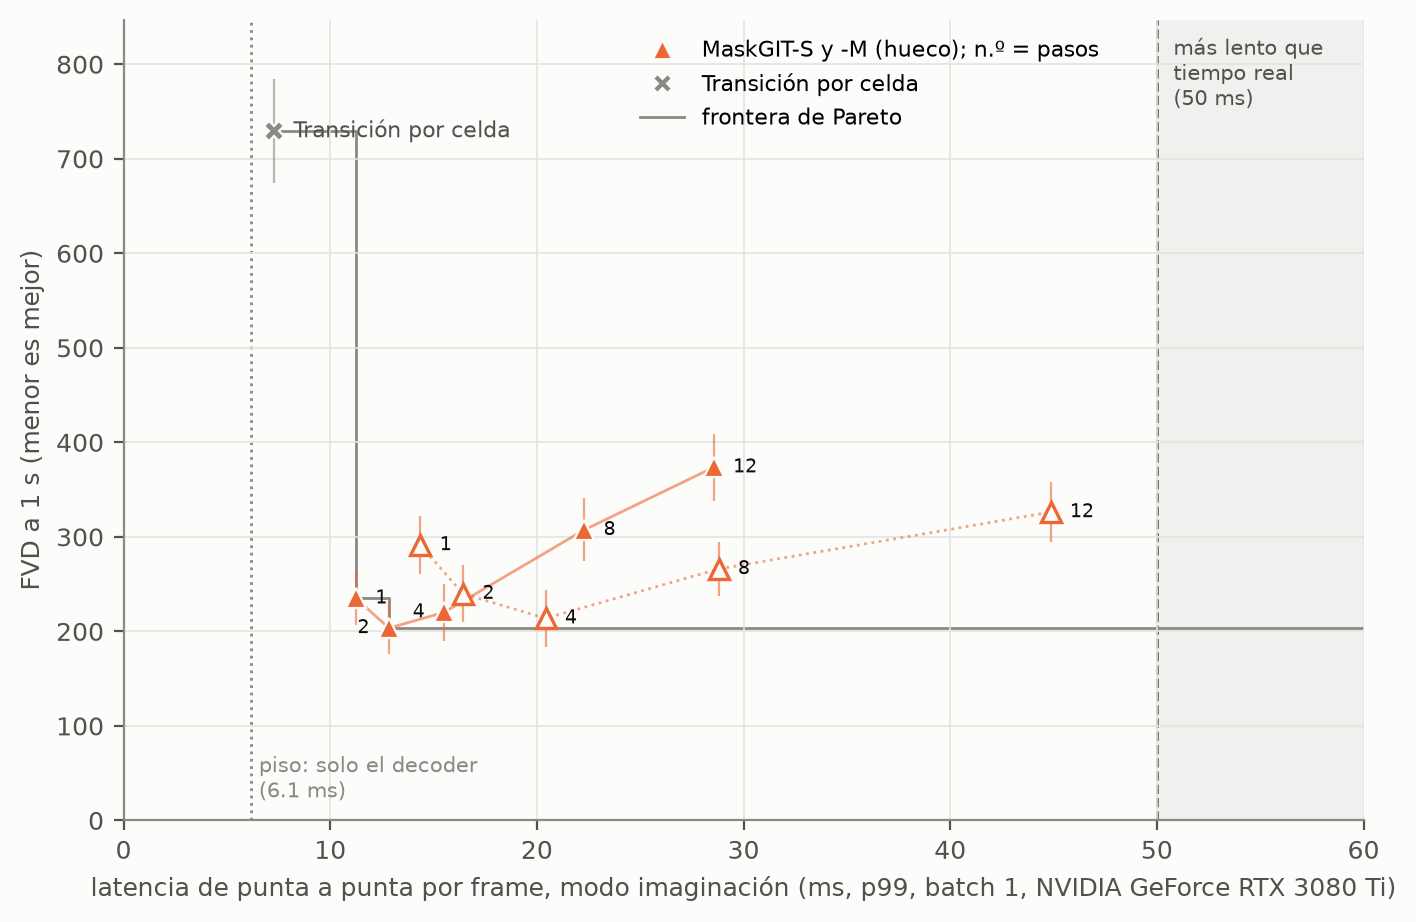 MaskGIT-S y -M (hueco); n.º = pasos
Transición por celda
frontera de Pareto
más lento que
tiempo real
(50 ms)
Transición por celda
FVD a 1 s (menor es mejor)
800
700
600
500
400
300
200
100
0
12
8
1
2
4
1
2
4
8
12
piso: solo el decoder
(6.1 ms)
0
10
20
30
40
50
60
latencia de punta a punta por frame, modo imaginación (ms, p99, batch 1, NVIDIA GeForce RTX 3080 Ti)